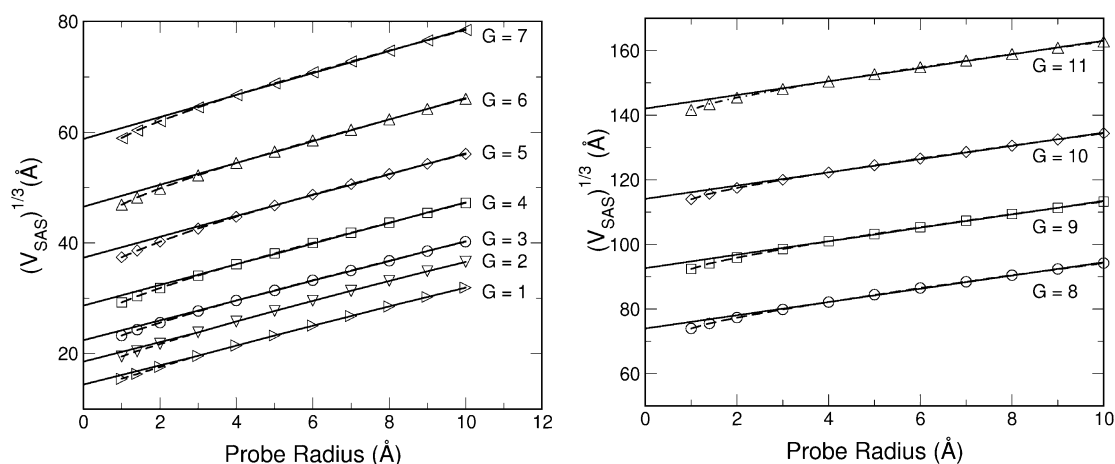 80
60
40
20
0
2
4
6
8
10
12
(V_SAS)^1/3 (Å)
Probe Radius (Å)
G = 7
G = 6
G = 5
G = 4
G = 3
G = 2
G = 1
160
140
120
100
80
60
0
2
4
6
8
10
(V_SAS)^1/3 (Å)
Probe Radius (Å)
G = 11
G = 10
G = 9
G = 8